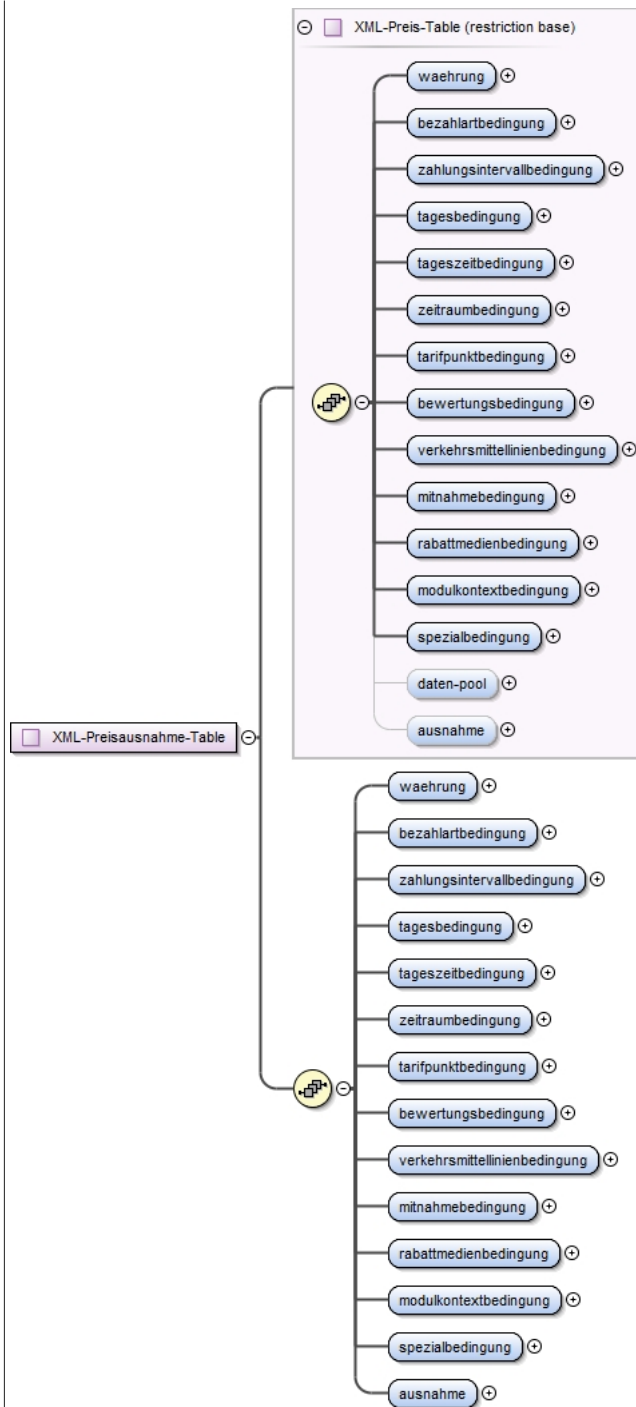 XML-Preis-Table (restriction base)
waehrung
bezahlartbedingung
zahlungsintervallbedingung
tagesbedingung
tageszeitbedingung
zeitraumbedingung
tarifpunktbedingung
bewertungsbedingung
verkehrsmittellinienbedingung
mitnahmebedingung
rabattmedienbedingung
modulkontextbedingung
spezialbedingung
daten-pool
ausnahme
XML-Preisausnahme-Table
waehrung
bezahlartbedingung
zahlungsintervallbedingung
tagesbedingung
tageszeitbedingung
zeitraumbedingung
tarifpunktbedingung
bewertungsbedingung
verkehrsmittellinienbedingung
mitnahmebedingung
rabattmedienbedingung
modulkontextbedingung
spezialbedingung
ausnahme